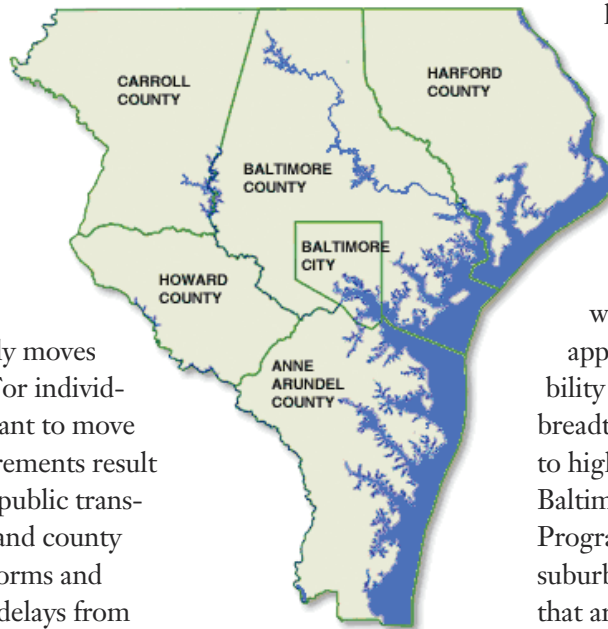 CARROLL
COUNTY
HARFORD
COUNTY
BALTIMORE
COUNTY
BALTIMORE
CITY
HOWARD
COUNTY
ANNE
ARUNDEL
COUNTY
ly moves
For individ-
ant to move
rements result
public trans-
and county
orms and
delays from
w
app
bility
breadt
to high
Baltim
Progra
suburb
that ar